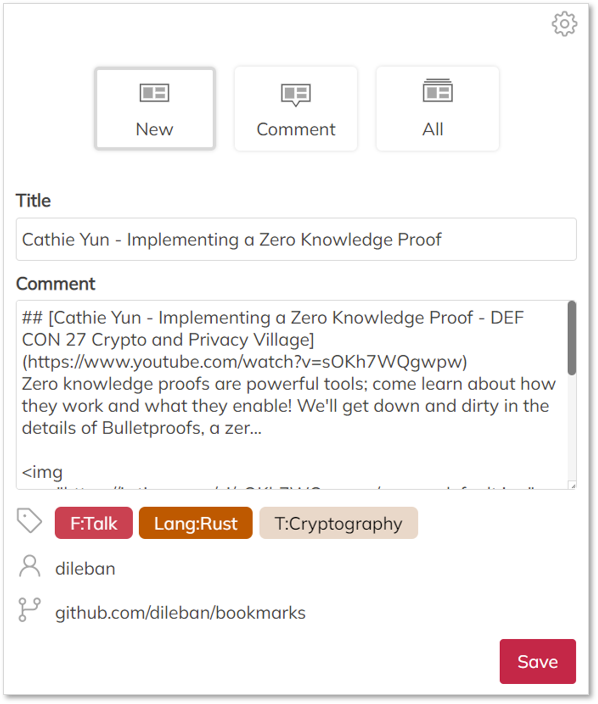 New
Comment
All
Title
Cathie Yun - Implementing a Zero Knowledge Proof
Comment
## [Cathie Yun - Implementing a Zero Knowledge Proof - DEF
CON 27 Crypto and Privacy Village]
(https://www.youtube.com/watch?v=sOKh7WQgwpw)
Zero knowledge proofs are powerful tools; come learn about how
they work and what they enable! We'll get down and dirty in the
details of Bulletproofs, a zer...
<img
F:Talk
Lang:Rust
T:Cryptography
dileban
github.com/dileban/bookmarks
Save